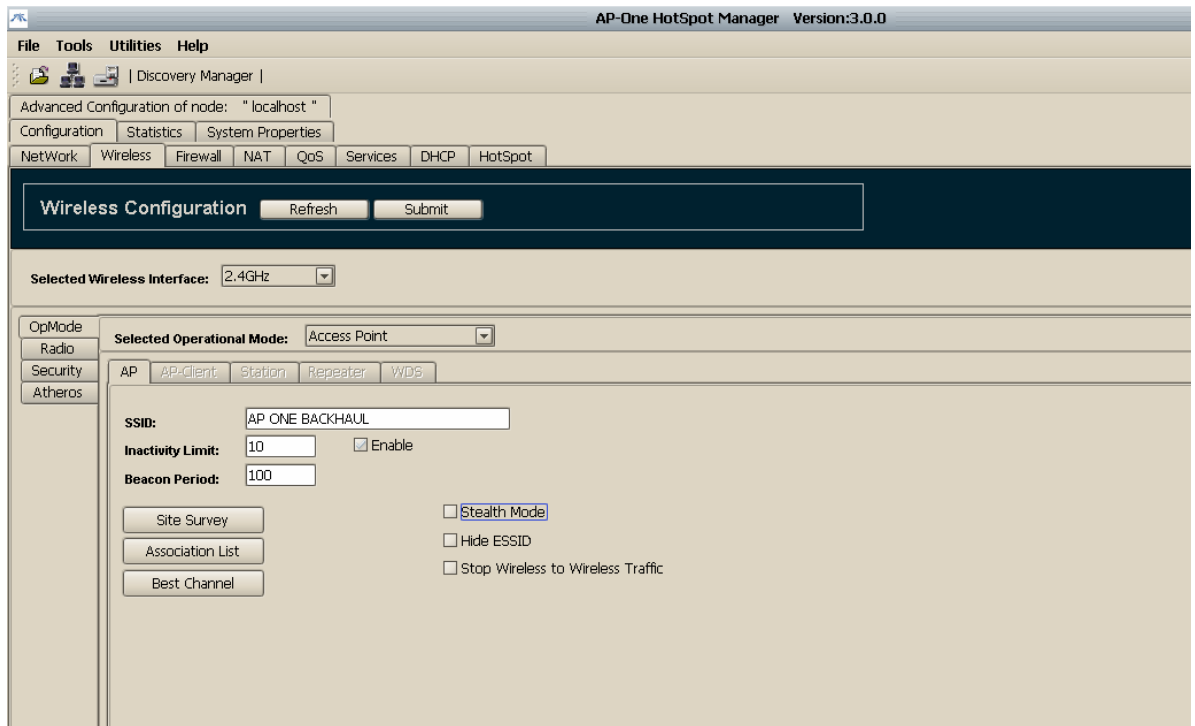 AP-One HotSpot Manager Version:3.0.0
File Tools Utilities Help
| Discovery Manager |
Advanced Configuration of node: "localhost"
Configuration Statistics System Properties
NetWork Wireless Firewall NAT QoS Services DHCP HotSpot
Wireless Configuration Refresh Submit
Selected Wireless Interface: 2.4GHz
OpMode
Radio
Security
Atheros
Selected Operational Mode: Access Point
AP AP-Client Station Repeater WDS
SSID: AP ONE BACKHAUL
Inactivity Limit: 10 Enable
Beacon Period: 100
Site Survey
Association List
Best Channel
Stealth Mode
Hide ESSID
Stop Wireless to Wireless Traffic